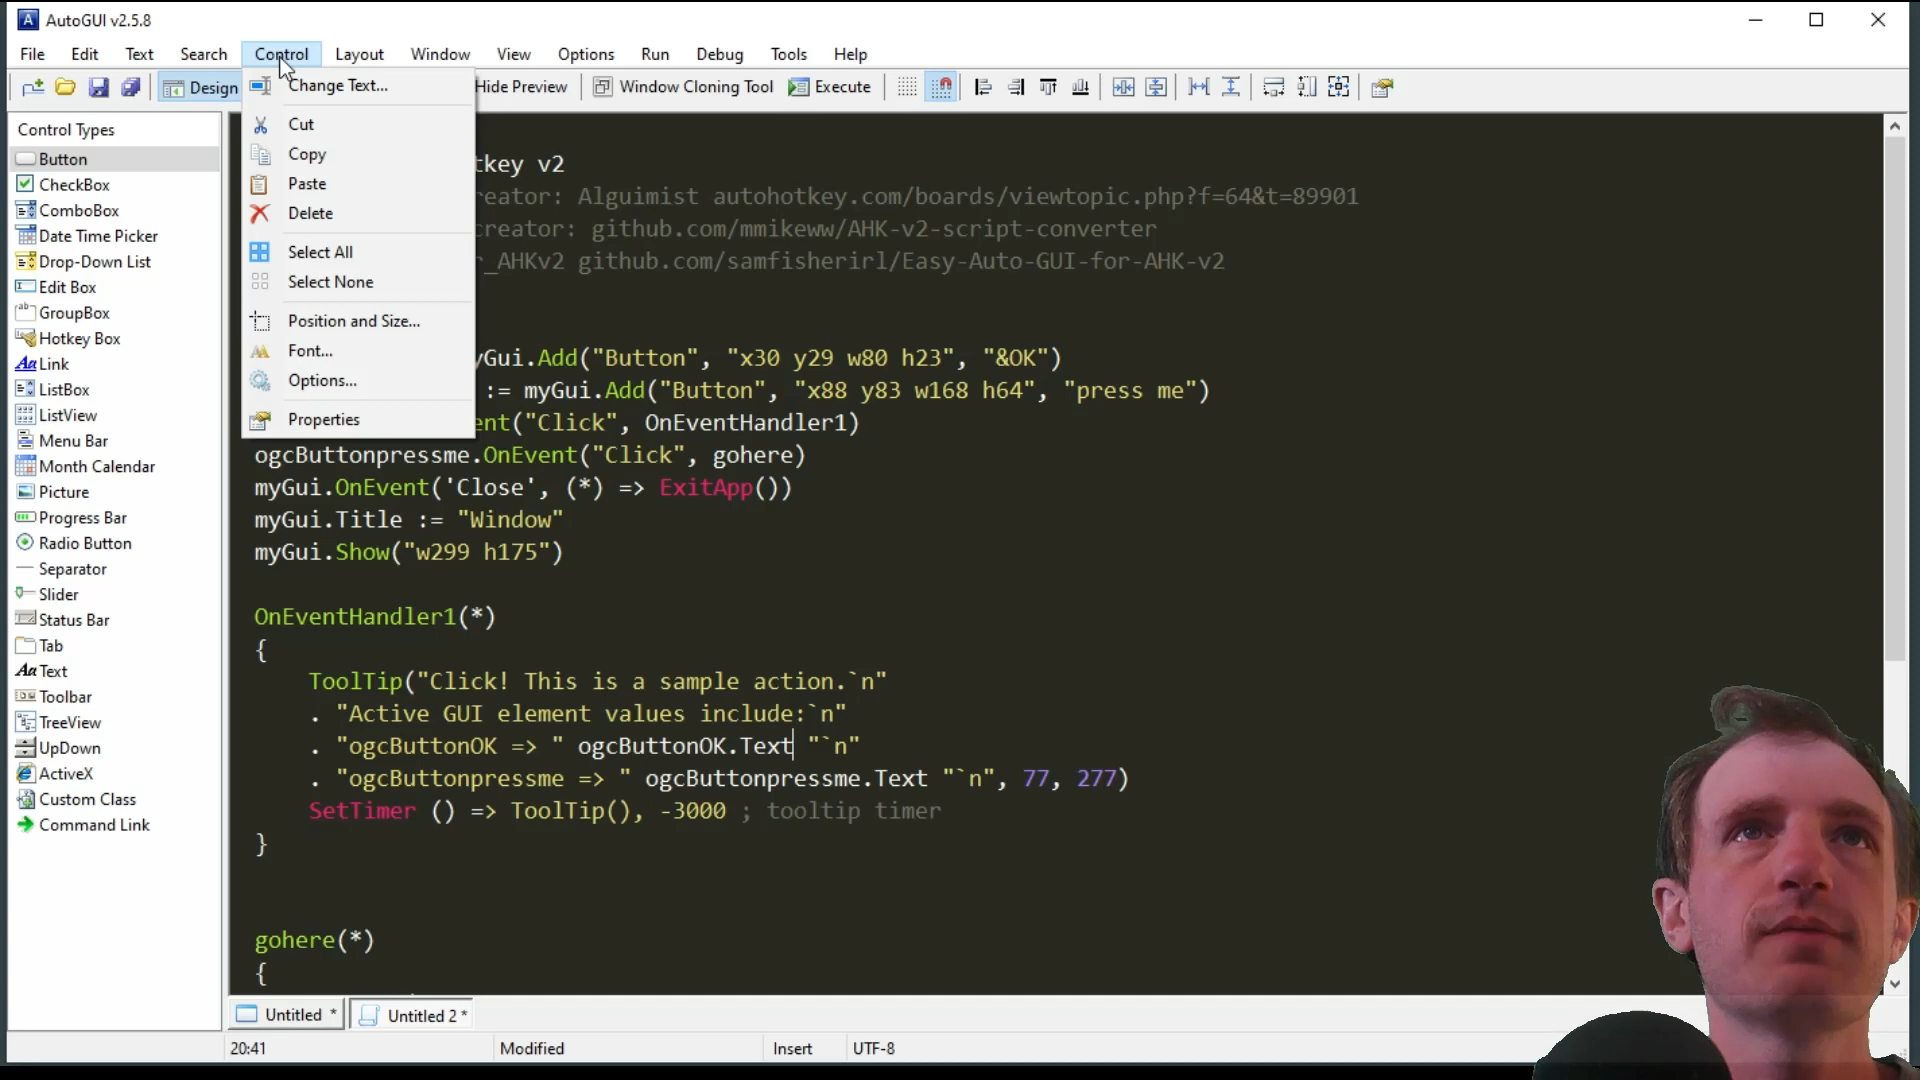 AutoGUI v2.5.8
File Edit Text Search Control Layout Window View Options Run Debug Tools Help
Design Hide Preview Window Cloning Tool Execute
Change Text...
Cut
Copy
Paste
Delete
Select All
Select None
Position and Size...
Font...
Options...
Properties
Control Types
Button
CheckBox
ComboBox
Date Time Picker
Drop-Down List
Edit Box
GroupBox
Hotkey Box
Link
ListBox
ListView
Menu Bar
Month Calendar
Picture
Progress Bar
Radio Button
Separator
Slider
Status Bar
Tab
Text
Toolbar
TreeView
UpDown
ActiveX
Custom Class
Command Link
tkey v2
reator: Alguimist autohotkey.com/boards/viewtopic.php?f=64&t=89901
creator: github.com/mmikeww/AHK-v2-script-converter
r_AHKv2 github.com/samfisherirl/Easy-Auto-GUI-for-AHK-v2
yGui.Add("Button", "x30 y29 w80 h23", "&OK")
:= myGui.Add("Button", "x88 y83 w168 h64", "press me")
ent("Click", OnEventHandler1)
ogcButtonpressme.OnEvent("Click", gohere)
myGui.OnEvent('Close', (*) => ExitApp())
myGui.Title := "Window"
myGui.Show("w299 h175")
OnEventHandler1(*)
{
ToolTip("Click! This is a sample action.`n"
. "Active GUI element values include:`n"
. "ogcButtonOK => " ogcButtonOK.Text "`n"
. "ogcButtonpressme => " ogcButtonpressme.Text "`n", 77, 277)
SetTimer () => ToolTip(), -3000 ; tooltip timer
}
gohere(*)
{
Untitled * Untitled 2 *
20:41 Modified Insert UTF-8